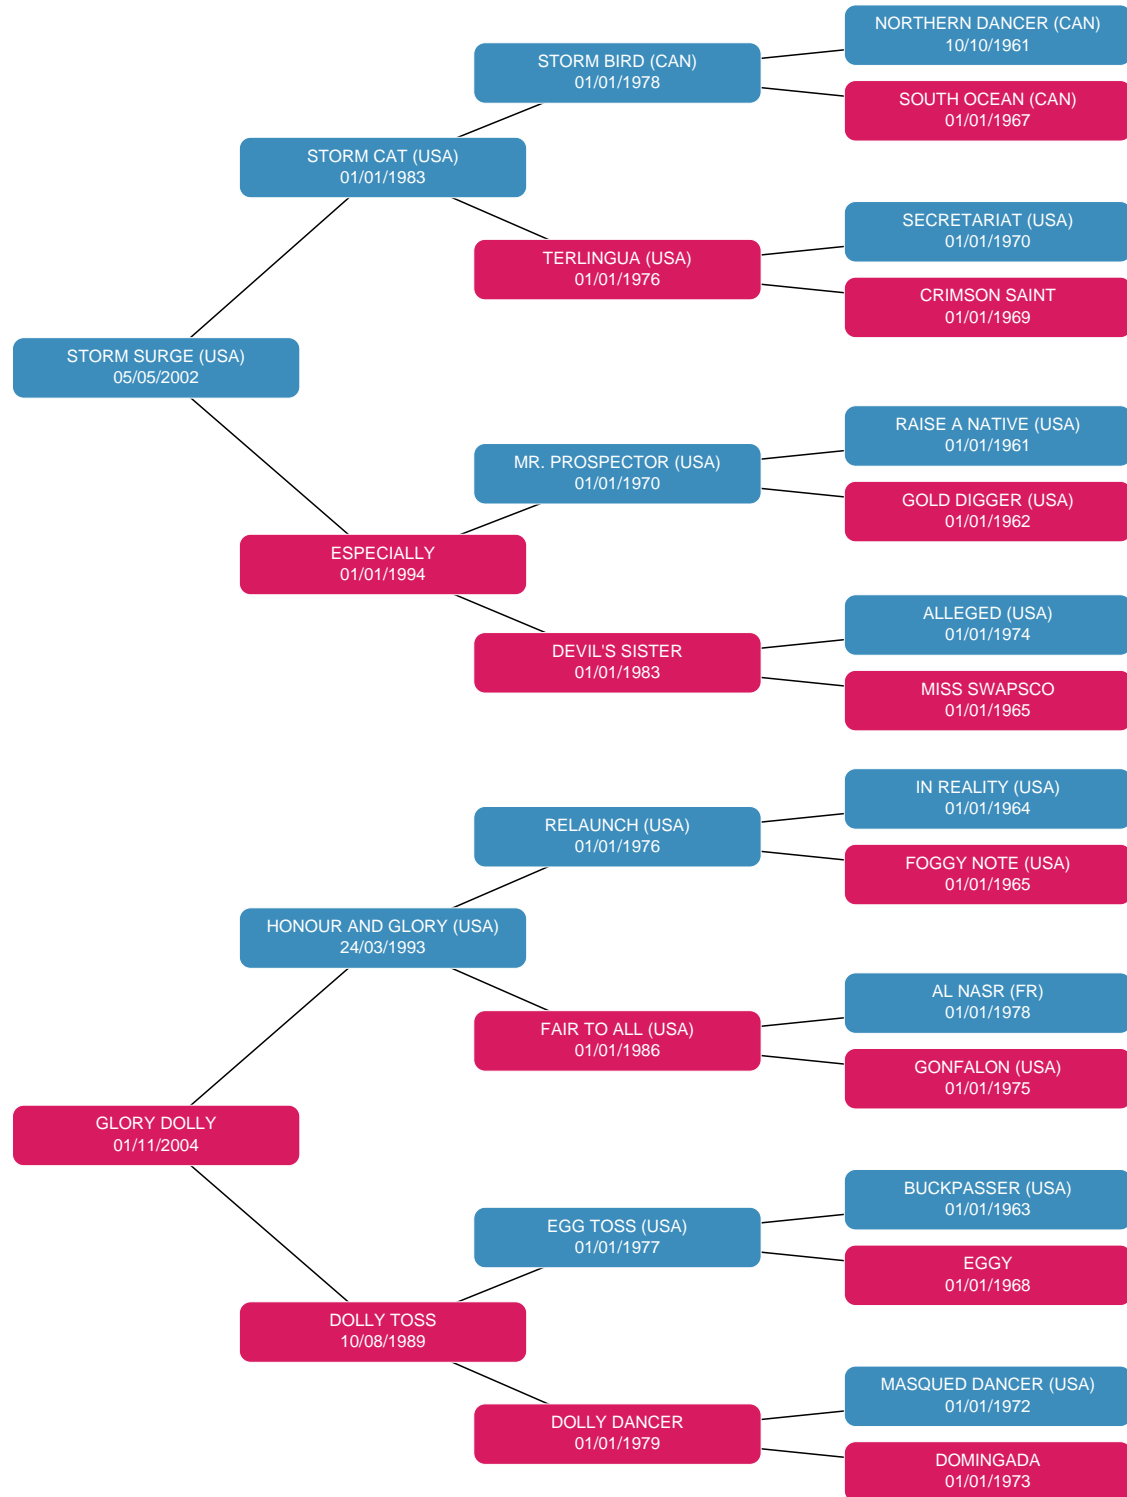 NORTHERN DANCER (CAN)
10/10/1961
STORM BIRD (CAN)
01/01/1978
SOUTH OCEAN (CAN)
01/01/1967
STORM CAT (USA)
01/01/1983
SECRETARIAT (USA)
01/01/1970
TERLINGUA (USA)
01/01/1976
CRIMSON SAINT
01/01/1969
STORM SURGE (USA)
05/05/2002
RAISE A NATIVE (USA)
01/01/1961
MR. PROSPECTOR (USA)
01/01/1970
GOLD DIGGER (USA)
01/01/1962
ESPECIALLY
01/01/1994
ALLEGED (USA)
01/01/1974
DEVIL'S SISTER
01/01/1983
MISS SWAPSCO
01/01/1965
IN REALITY (USA)
01/01/1964
RELAUNCH (USA)
01/01/1976
FOGGY NOTE (USA)
01/01/1965
HONOUR AND GLORY (USA)
24/03/1993
AL NASR (FR)
01/01/1978
FAIR TO ALL (USA)
01/01/1986
GONFALON (USA)
01/01/1975
GLORY DOLLY
01/11/2004
BUCKPASSER (USA)
01/01/1963
EGG TOSS (USA)
01/01/1977
EGGY
01/01/1968
DOLLY TOSS
10/08/1989
MASQUED DANCER (USA)
01/01/1972
DOLLY DANCER
01/01/1979
DOMINGADA
01/01/1973